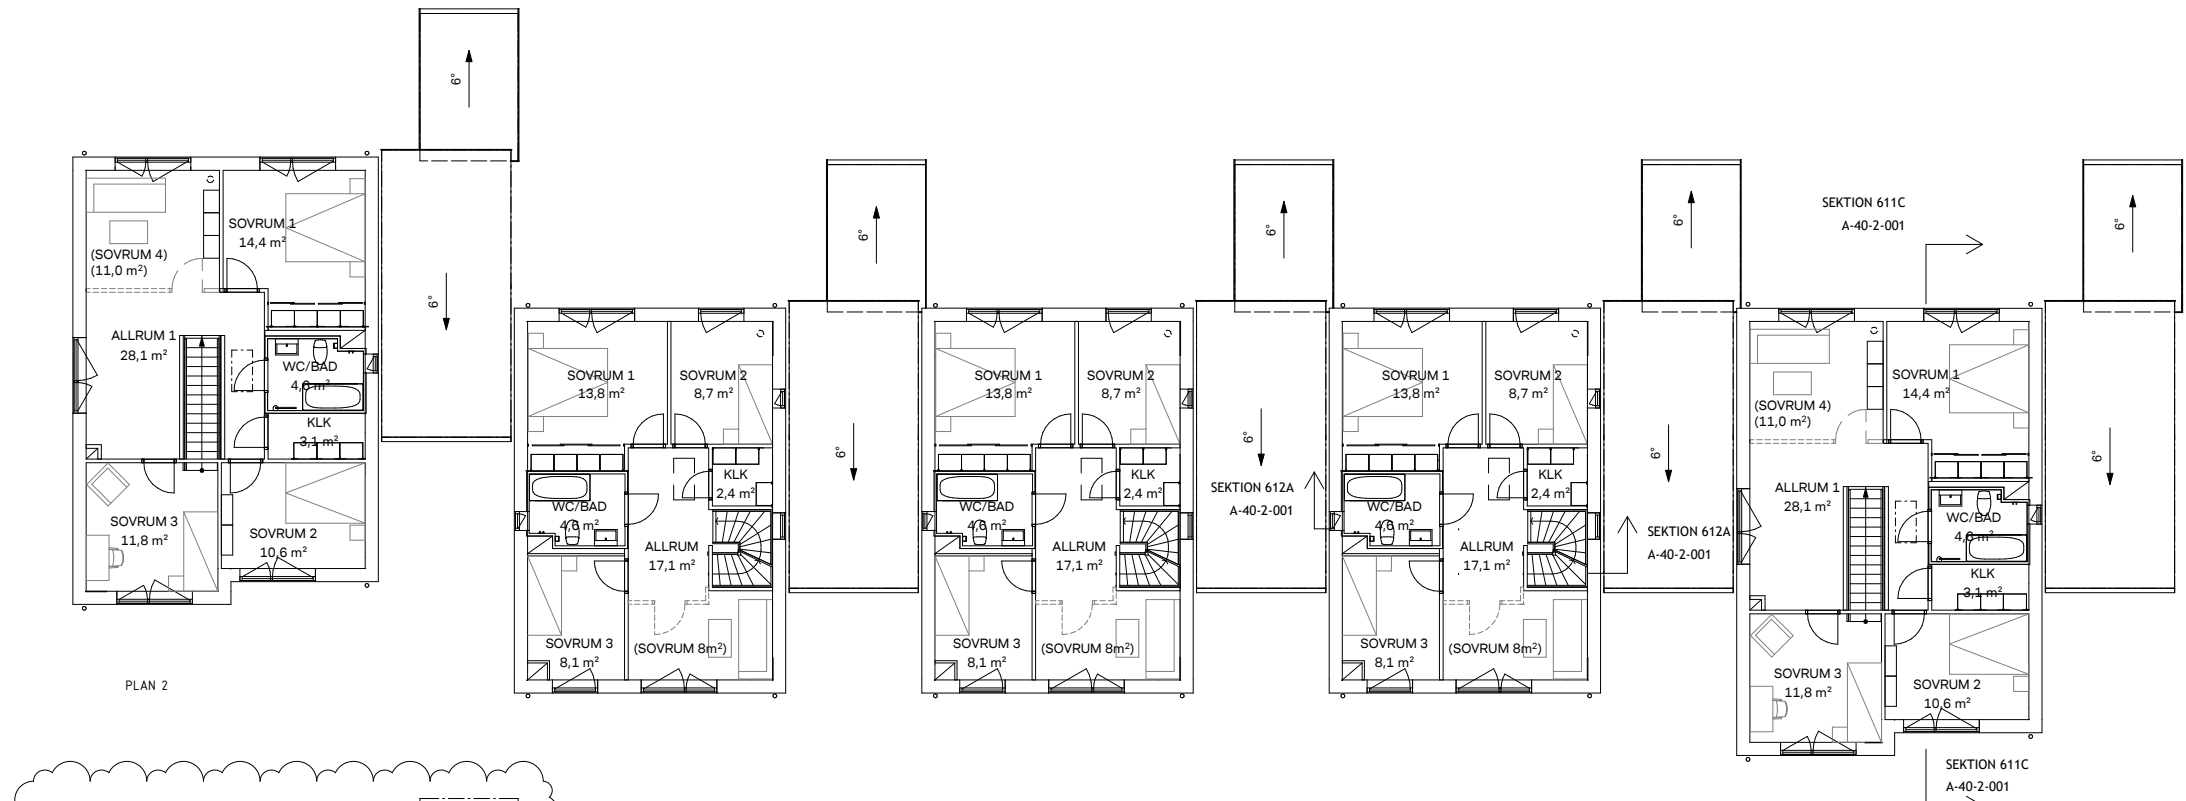 6°
6°
SOVRUM 1
14,4 m²
(SOVRUM 4)
(11,0 m²)
ALLRUM 1
28,1 m²
WC/BAD
4,6 m²
KLK
3,1 m²
SOVRUM 3
11,8 m²
SOVRUM 2
10,6 m²
PLAN 2
6°
6°
SOVRUM 1
13,8 m²
SOVRUM 2
8,7 m²
KLK
2,4 m²
WC/BAD
4,6 m²
ALLRUM
17,1 m²
SOVRUM 3
8,1 m²
(SOVRUM 8m²)
6°
6°
SOVRUM 1
13,8 m²
SOVRUM 2
8,7 m²
KLK
2,4 m²
WC/BAD
4,6 m²
ALLRUM
17,1 m²
SOVRUM 3
8,1 m²
(SOVRUM 8m²)
SEKTION 612A
A-40-2-001
6°
6°
SOVRUM 1
13,8 m²
SOVRUM 2
8,7 m²
KLK
2,4 m²
WC/BAD
4,6 m²
ALLRUM
17,1 m²
SOVRUM 3
8,1 m²
(SOVRUM 8m²)
SEKTION 612A
A-40-2-001
SEKTION 611C
A-40-2-001
6°
6°
SOVRUM 1
14,4 m²
(SOVRUM 4)
(11,0 m²)
ALLRUM 1
28,1 m²
WC/BAD
4,6 m²
KLK
3,1 m²
SOVRUM 3
11,8 m²
SOVRUM 2
10,6 m²
SEKTION 611C
A-40-2-001